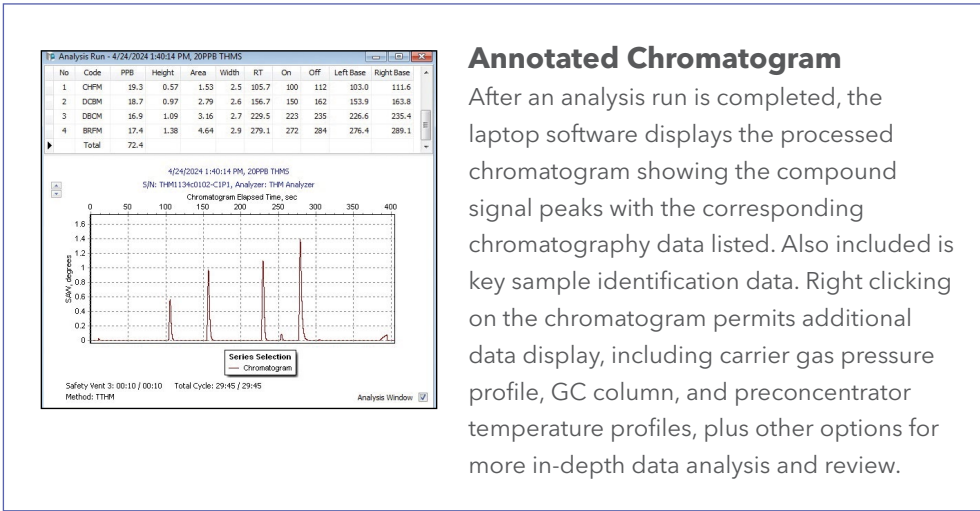 Analysis Run - 4/24/2024 1:40:14 PM, 20PPB THMS
No Code PPB Height Area Width RT On Off Left Base Right Base
1 CHFM 19.3 0.57 1.53 2.5 105.7 100 112 103.0 111.6
2 DCBM 18.7 0.97 2.79 2.6 156.7 150 162 153.9 163.8
3 DBCM 16.9 1.09 3.16 2.7 229.5 223 235 226.6 235.4
4 BRFM 17.4 1.38 4.64 2.9 279.1 272 284 276.4 289.1
Total 72.4
4/24/2024 1:40:14 PM, 20PPB THMS
S/N: THM1134c0102-C1P1, Analyzer: THM Analyzer
Chromatogram Elapsed Time, sec
0 50 100 150 200 250 300 350 400
SAW, degrees
1.6
1.4
1.2
1
0.8
0.6
0.4
0.2
0
Series Selection
Chromatogram
Safety Vent 3: 00:10 / 00:10 Total Cycle: 29:45 / 29:45
Method: TTHM Analysis Window
Annotated Chromatogram
After an analysis run is completed, the
laptop software displays the processed
chromatogram showing the compound
signal peaks with the corresponding
chromatography data listed. Also included is
key sample identification data. Right clicking
on the chromatogram permits additional
data display, including carrier gas pressure
profile, GC column, and preconcentrator
temperature profiles, plus other options for
more in-depth data analysis and review.